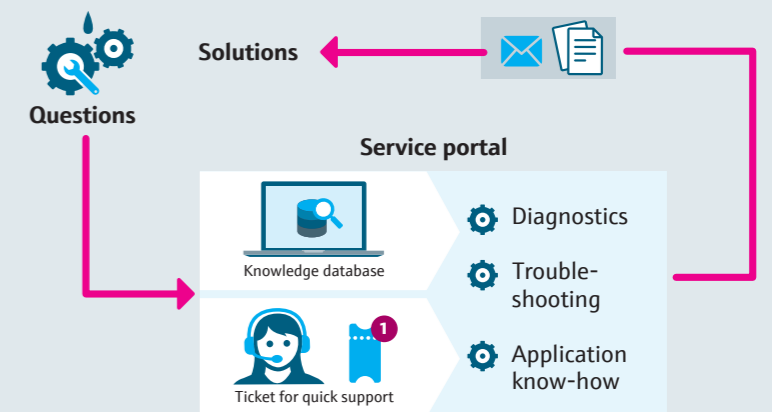 Solutions
Questions
Service portal
Knowledge database
1
Ticket for quick support
Diagnostics
Trouble-
shooting
Application
know-how